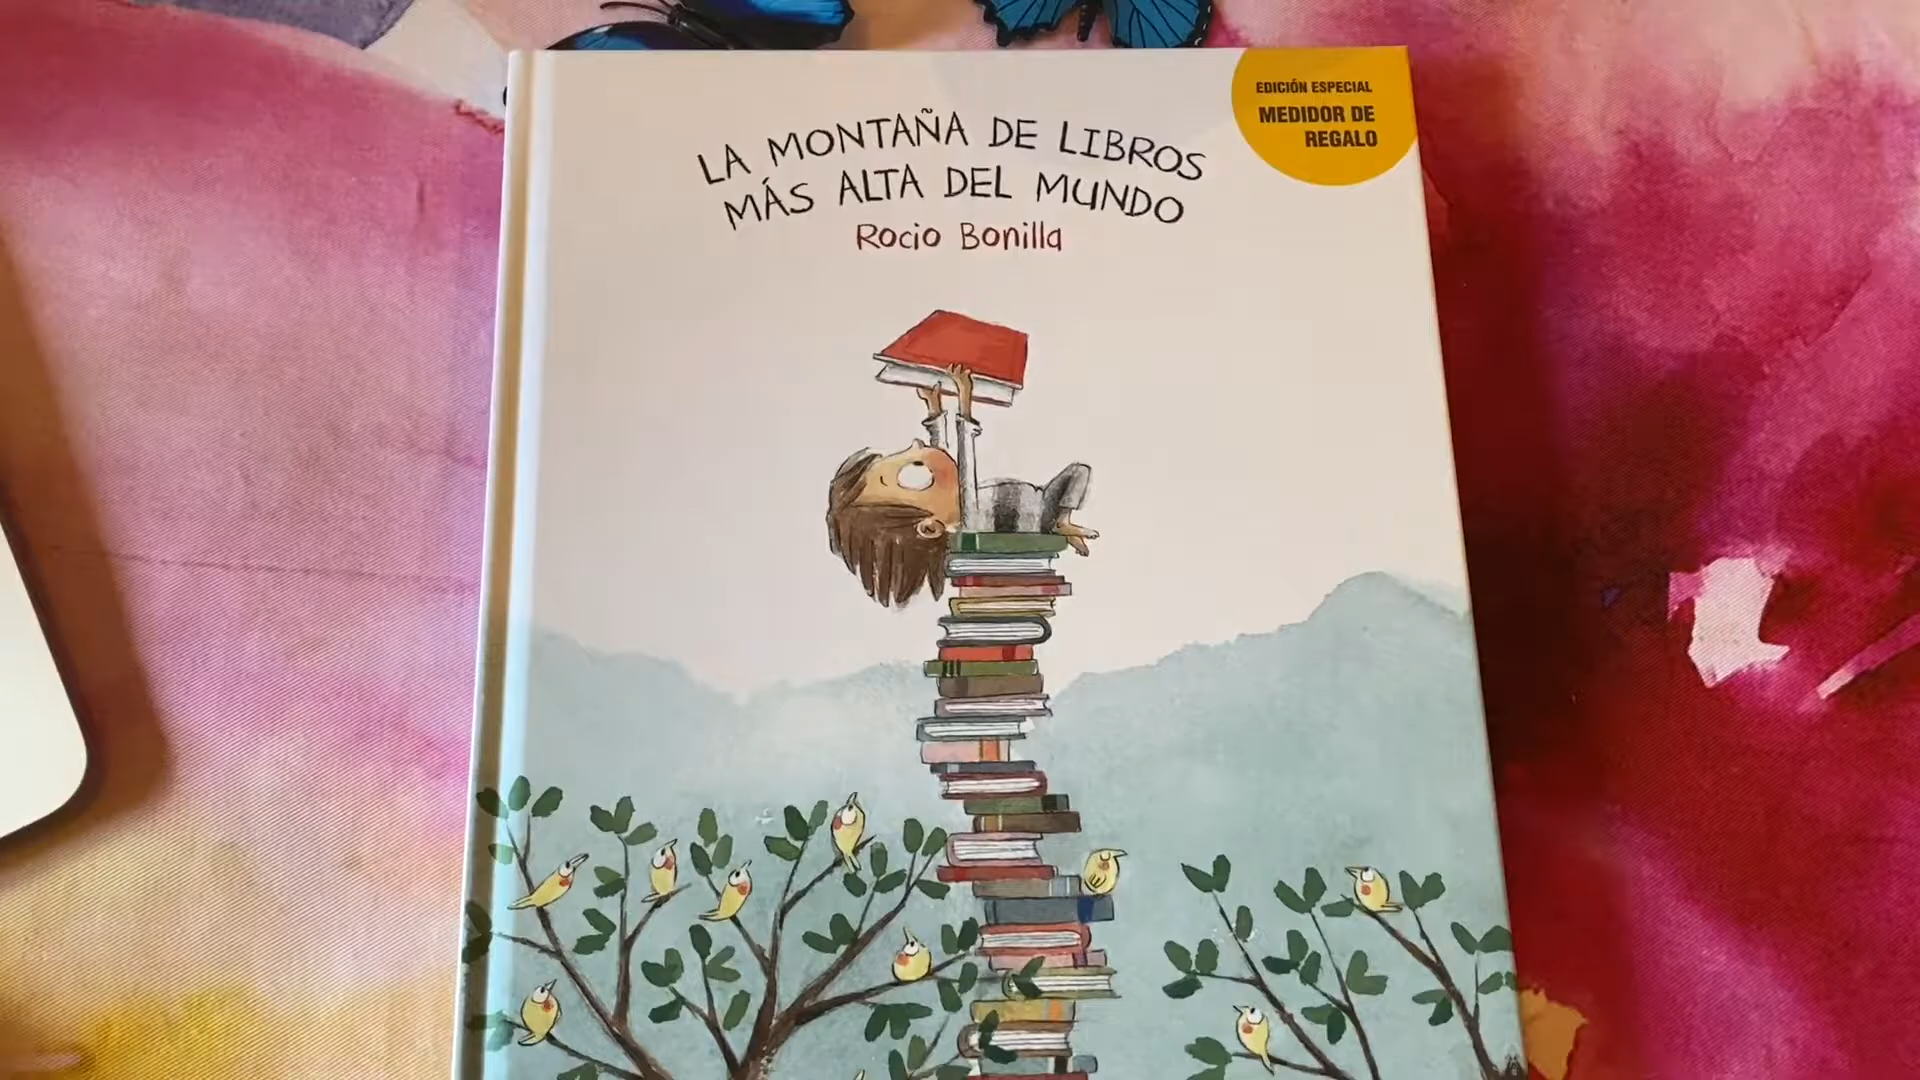 LA MONTAÑA DE LIBROS
MÁS ALTA DEL MUNDO
Rocio Bonilla
EDICIÓN ESPECIAL
MEDIDOR DE
REGALO